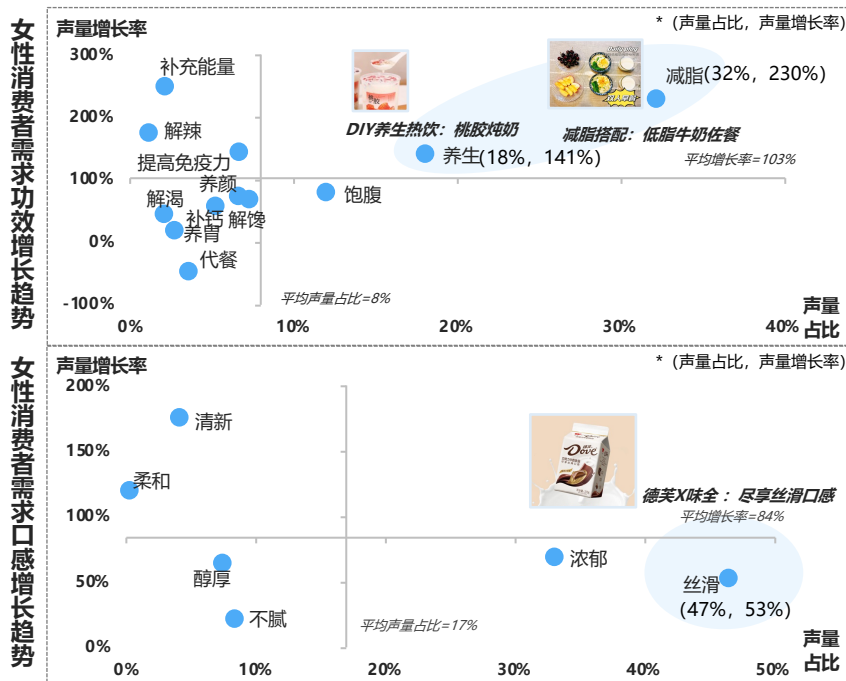 女性消费者需求功效增长趋势
声量增长率
* (声量占比，声量增长率)
300%
补充能量
减脂(32%，230%)
200%
解辣
DIY养生热饮：桃胶炖奶
减脂搭配：低脂牛奶佐餐
提高免疫力
养生(18%，141%)
平均增长率=103%
100%
养颜
饱腹
解渴
补钙
解馋
养胃
0%
代餐
平均声量占比=8%
-100%
0%
10%
20%
30%
40%
声量
占比
女性消费者需求口感增长趋势
声量增长率
* (声量占比，声量增长率)
200%
清新
Dove
150%
柔和
德芙X味全 ：尽享丝滑口感
平均增长率=84%
100%
浓郁
醇厚
丝滑
(47%，53%)
50%
不腻
平均声量占比=17%
0%
0%
10%
20%
30%
40%
50%
声量
占比